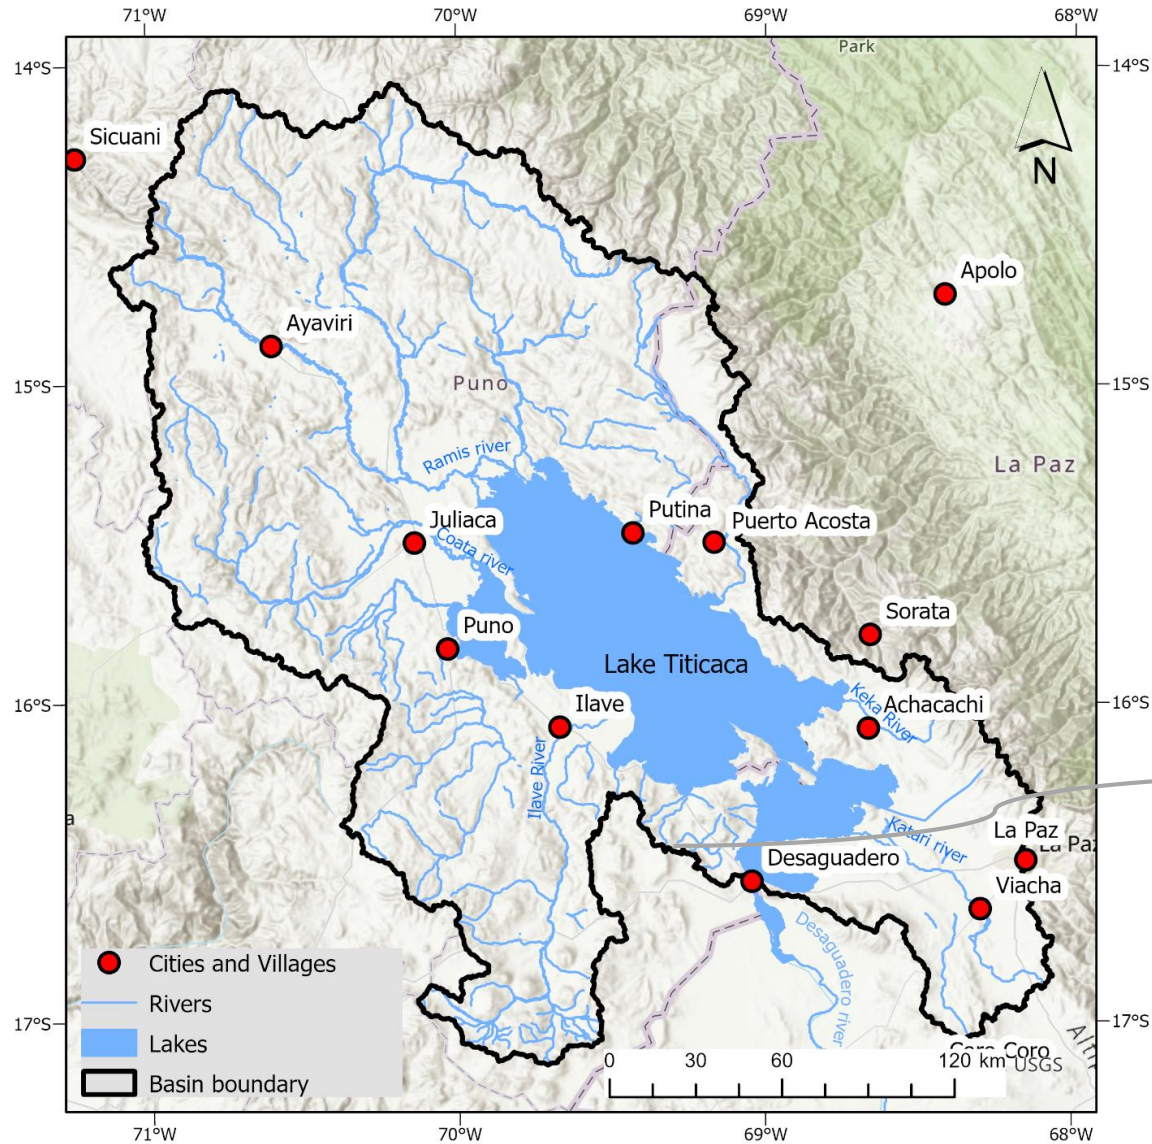 71°W
70°W
69°W
68°W
Park
14°S
14°S
N
Sicuani
Apolo
Ayaviri
Puno
15°S
15°S
Ramis river
La Paz
Putina
Juliaca
Puerto Acosta
Coata river
Sorata
Puno
Lake Titicaca
Keka River
Ilave
Achacachi
16°S
16°S
Ilave River
a
Katari river
La Paz
La Paz
Desaguadero
Viacha
Desaguadero river
Cities and Villages
Rivers
Lakes
Basin boundary
17°S
17°S
Alti
Coro Coro
USGS
0 30 60 120 km
71°W
70°W
69°W
68°W